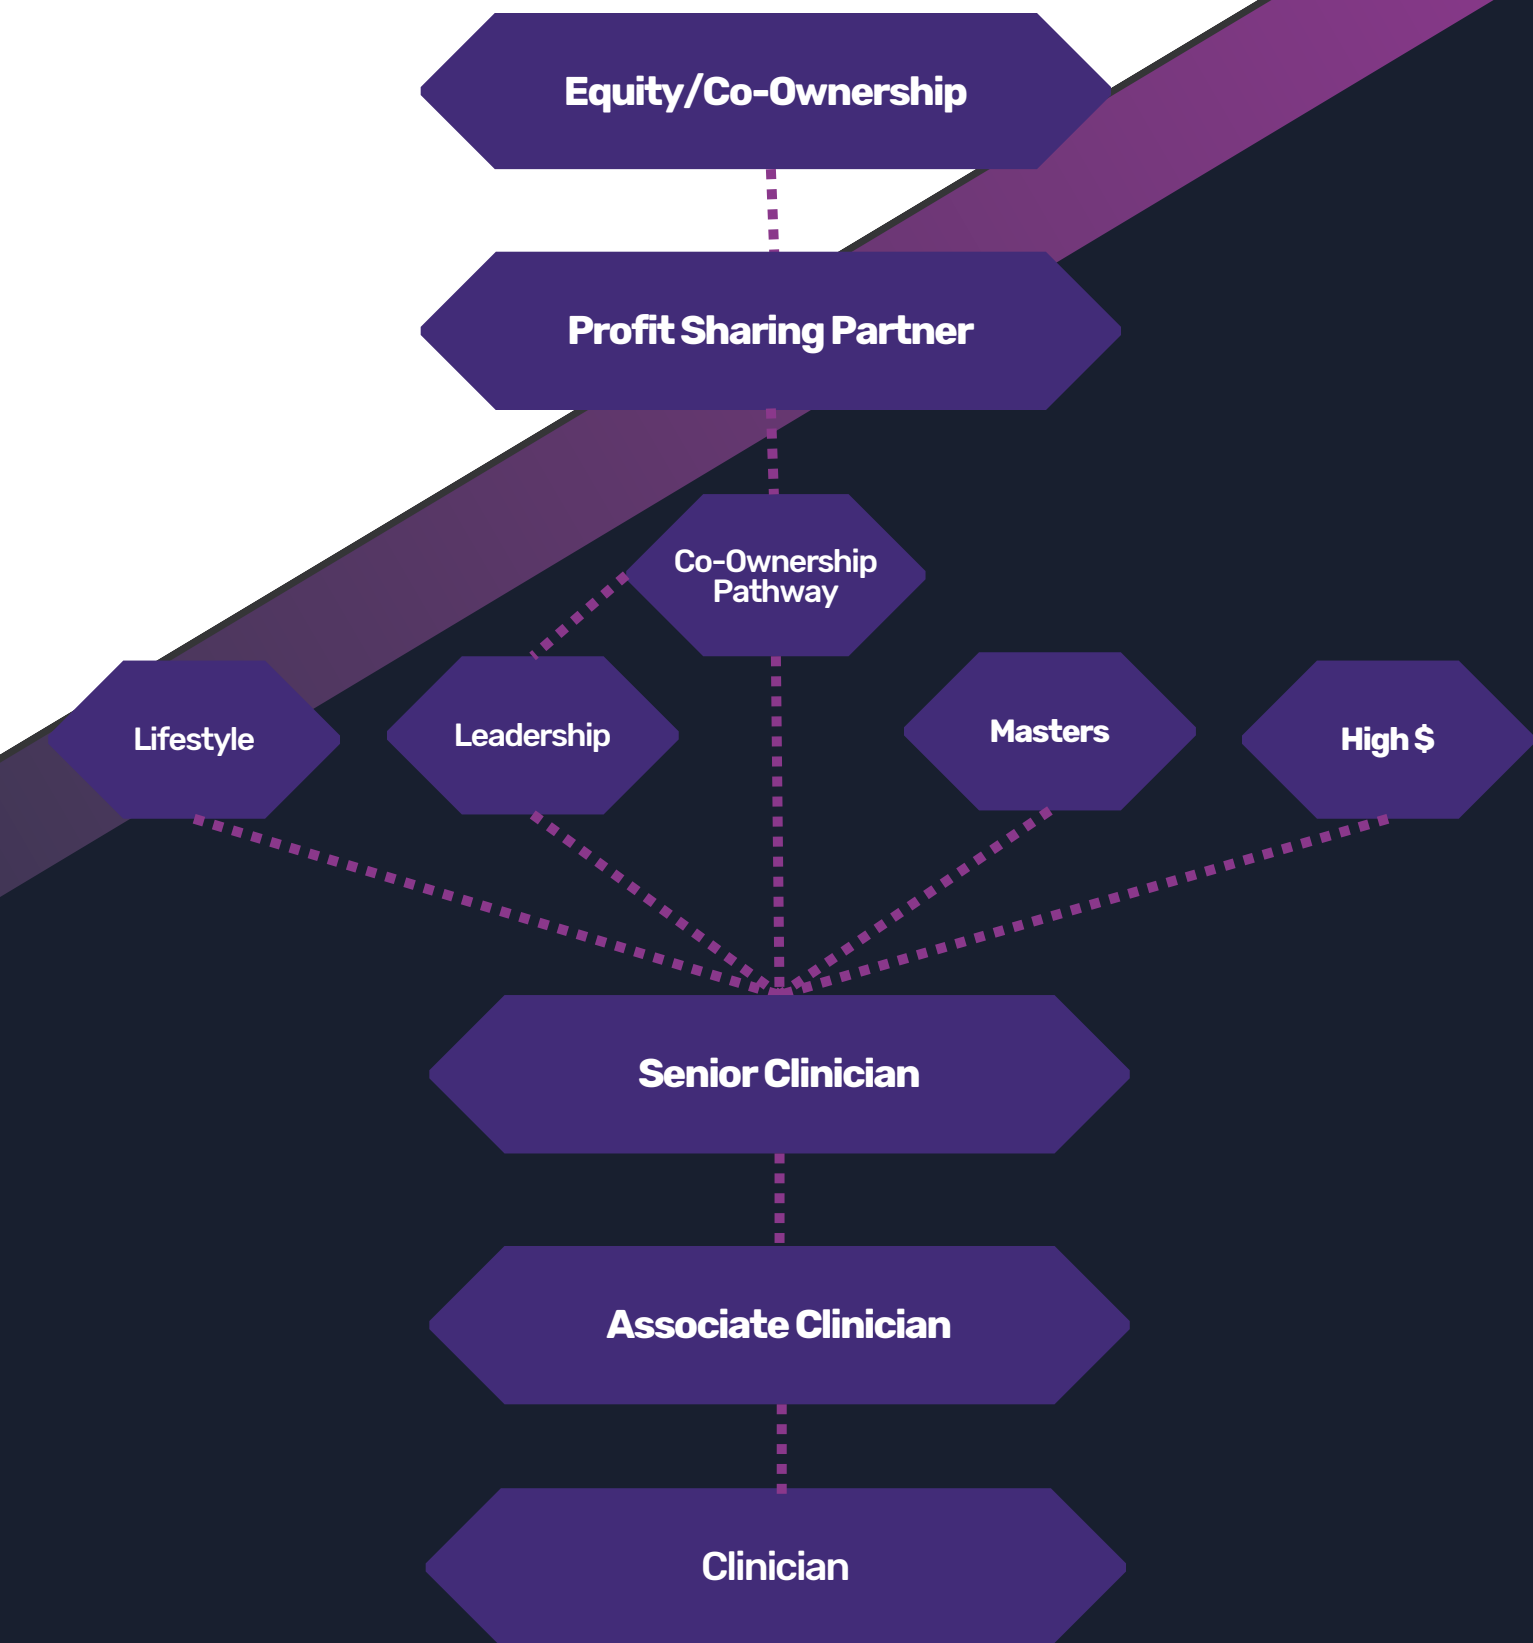 Equity/Co-Ownership
Profit Sharing Partner
Co-Ownership
Pathway
Lifestyle
Leadership
Masters
High $
Senior Clinician
Associate Clinician
Clinician